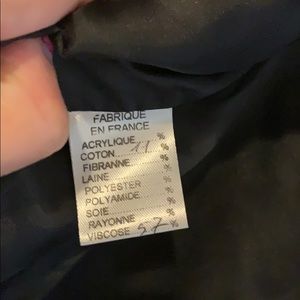 FABRIQUE
EN FRANCE
ACRYLIQUE %
COTON 41 %
FIBRANNE %
LAINE %
POLYESTER %
POLYAMIDE %
SOIE %
RAYONNE %
VISCOSE 57 %